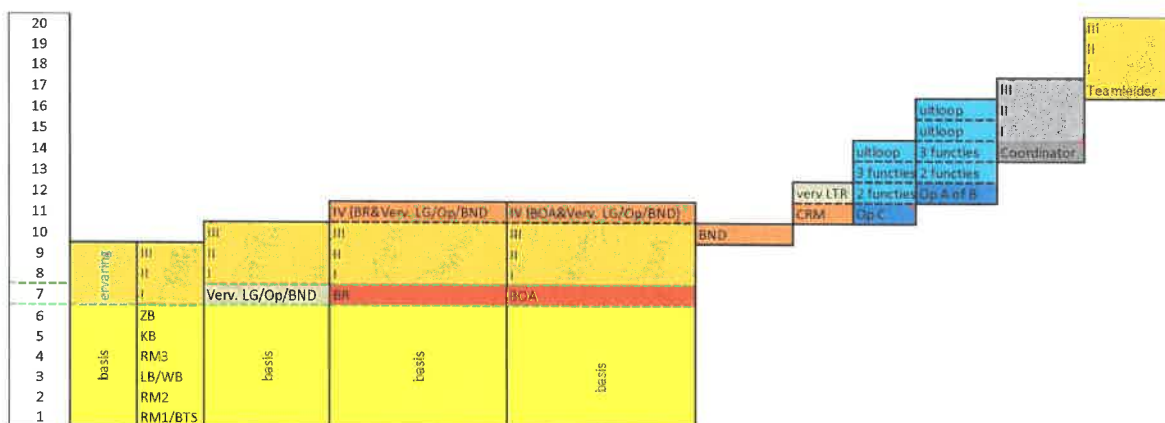 20
19
18
17
16
15
14
13
12
11
10
9
8
7
6
5
4
3
2
1
basis
ervaring
III
II
I
ZB
KB
RM3
LB/WB
RM2
RM1/BTS
III
II
I
Verv. LG/Op/BND
basis
IV (BR&Verv. LG/Op/BND
III
II
I
BR
basis
IV (BOA&Verv. LG/Op/BND)
III
II
I
BOA
basis
BND
verv LTR
CRM
uitloop
3 functies
2 functies
Op C
uitloop
uitloop
3 functies
2 functies
Op A of B
III
II
I
Coordinator
III
II
I
Teamleider